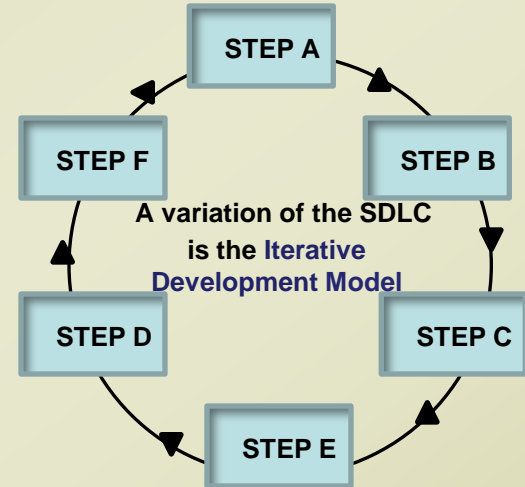 STEP A
STEP F
STEP B
A variation of the SDLC
is the Iterative
Development Model
STEP D
STEP C
STEP E